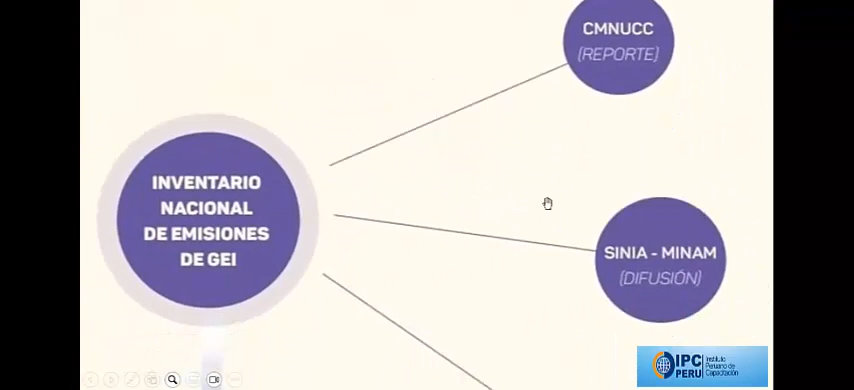 CMNUCC
(REPORTE)
INVENTARIO
NACIONAL
DE EMISIONES
DE GEI
SINIA - MINAM
(DIFUSIÓN)
IPC
PERU
Instituto
Peruano de
Capacitación